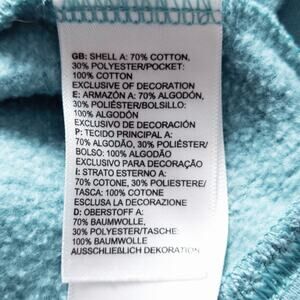 GB: SHELL A: 70% COTTON,
30% POLYESTER/POCKET:
100% COTTON
EXCLUSIVE OF DECORATION
E: ARMAZÓN A: 70% ALGODÓN,
30% POLIÉSTER/BOLSILLO:
100% ALGODÓN
EXCLUSIVO DE DECORACIÓN
P: TECIDO PRINCIPAL A:
70% ALGODÃO, 30% POLIÉSTER/
BOLSO: 100% ALGODÃO
EXCLUSIVO PARA DECORAÇÃO
I: STRATO ESTERNO A:
70% COTONE, 30% POLIESTERE/
TASCA: 100% COTONE
ESCLUSA LA DECORAZIONE
D: OBERSTOFF A:
70% BAUMWOLLE,
30% POLYESTER/TASCHE:
100% BAUMWOLLE
AUSSCHLIEßLICH DEKORATION